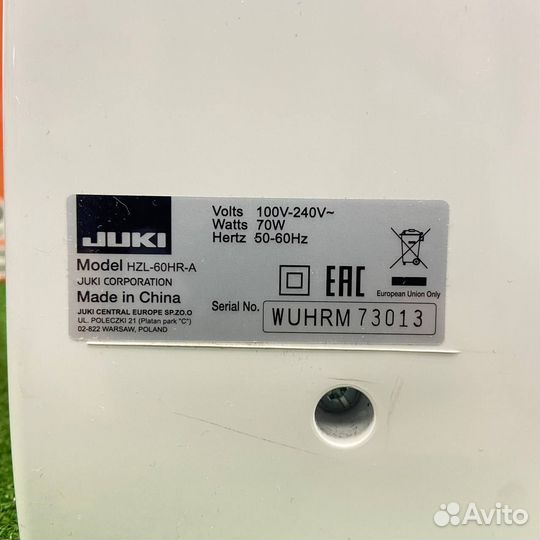 JUKI
Model HZL-60HR-A
JUKI CORPORATION
Made in China
JUKI CENTRAL EUROPE SP.ZO.O
UL. POLECZKI 21 (Platan park "C")
02-822 WARSAW, POLAND
Volts 100V-240V~
Watts 70W
Hertz 50-60Hz
EAC
European Union Only
Serial No. WUHRM 73013
Avito